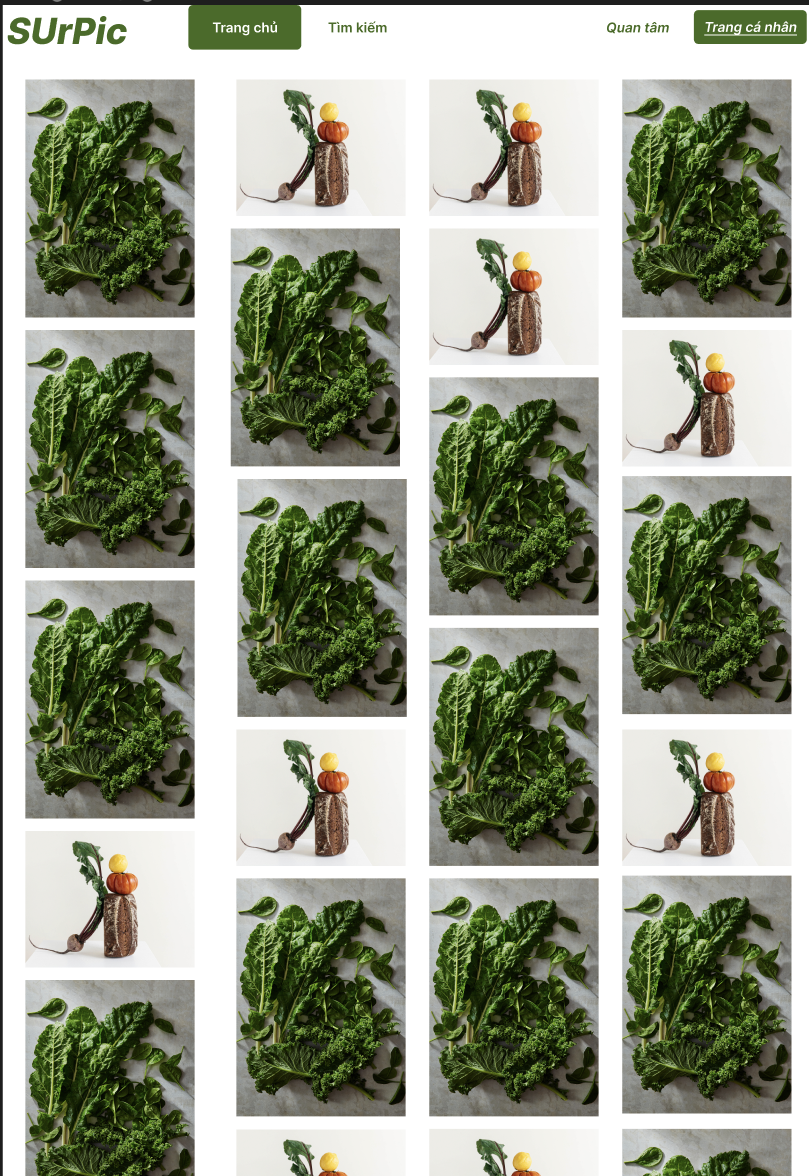 SUrPic
Trang chủ
Tìm kiếm
Quan tâm
Trang cá nhân